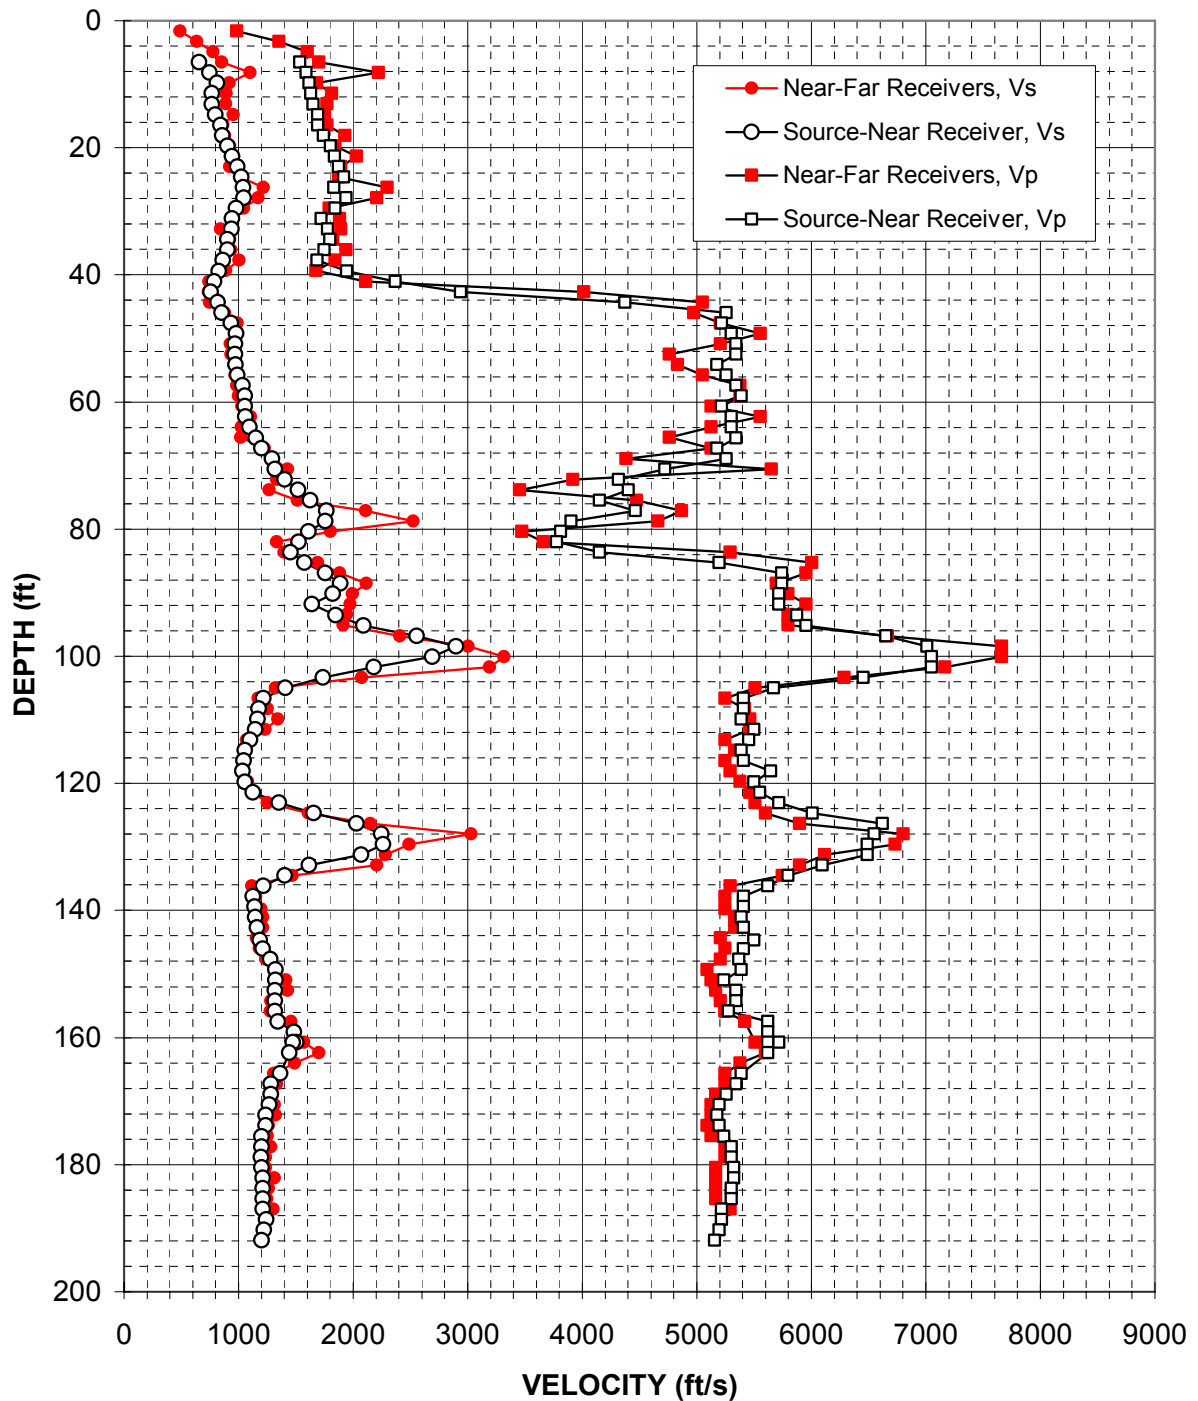 0
20
40
60
80
100
120
140
160
180
200
DEPTH (ft)
Near-Far Receivers, Vs
Source-Near Receiver, Vs
Near-Far Receivers, Vp
Source-Near Receiver, Vp
0 1000 2000 3000 4000 5000 6000 7000 8000 9000
VELOCITY (ft/s)